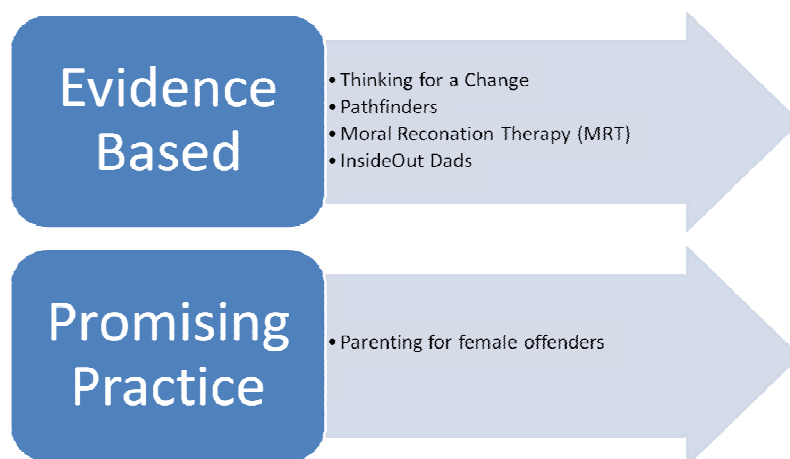 Evidence
Based
• Thinking for a Change
• Pathfinders
• Moral Reconation Therapy (MRT)
• InsideOut Dads
Promising
Practice
• Parenting for female offenders